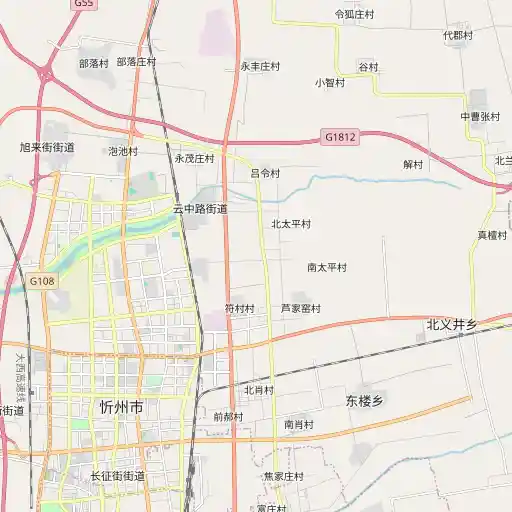 G55
令狐庄村
代郡村
部落村
部落庄村
永丰庄村
谷村
小智村
中曹张村
G1812
旭来街街道
泡池村
永茂庄村
吕令村
解村
北兰
云中路街道
北太平村
真檀村
南太平村
G108
符村村
芦家窑村
北义井乡
大西高速线
北肖村
东楼乡
街街道
忻州市
前郝村
南肖村
长征街街道
焦家庄村
富庄村